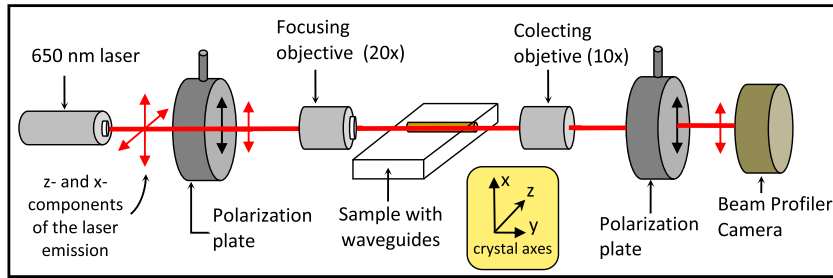 650 nm laser
Focusing
objective (20x)
Colecting
objetive (10x)
z- and x-
components
of the laser
emission
Polarization
plate
Sample with
waveguides
x
z
y
crystal axes
Polarization
plate
Beam Profiler
Camera